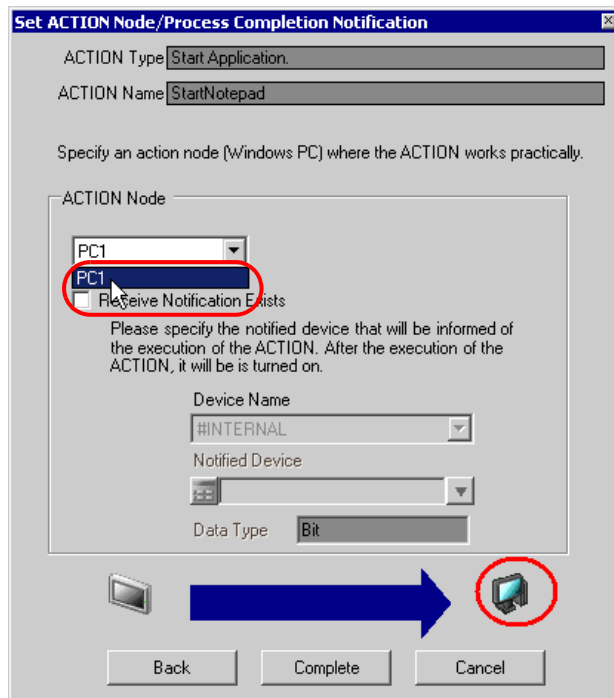 Set ACTION Node/Process Completion Notification
ACTION Type Start Application.
ACTION Name StartNotepad
Specify an action node (Windows PC) where the ACTION works practically.
ACTION Node
PC1
PC1
Receive Notification Exists
Please specify the notified device that will be informed of
the execution of the ACTION. After the execution of the
ACTION, it will be is turned on.
Device Name
#INTERNAL
Notified Device
Data Type Bit
Back Complete Cancel